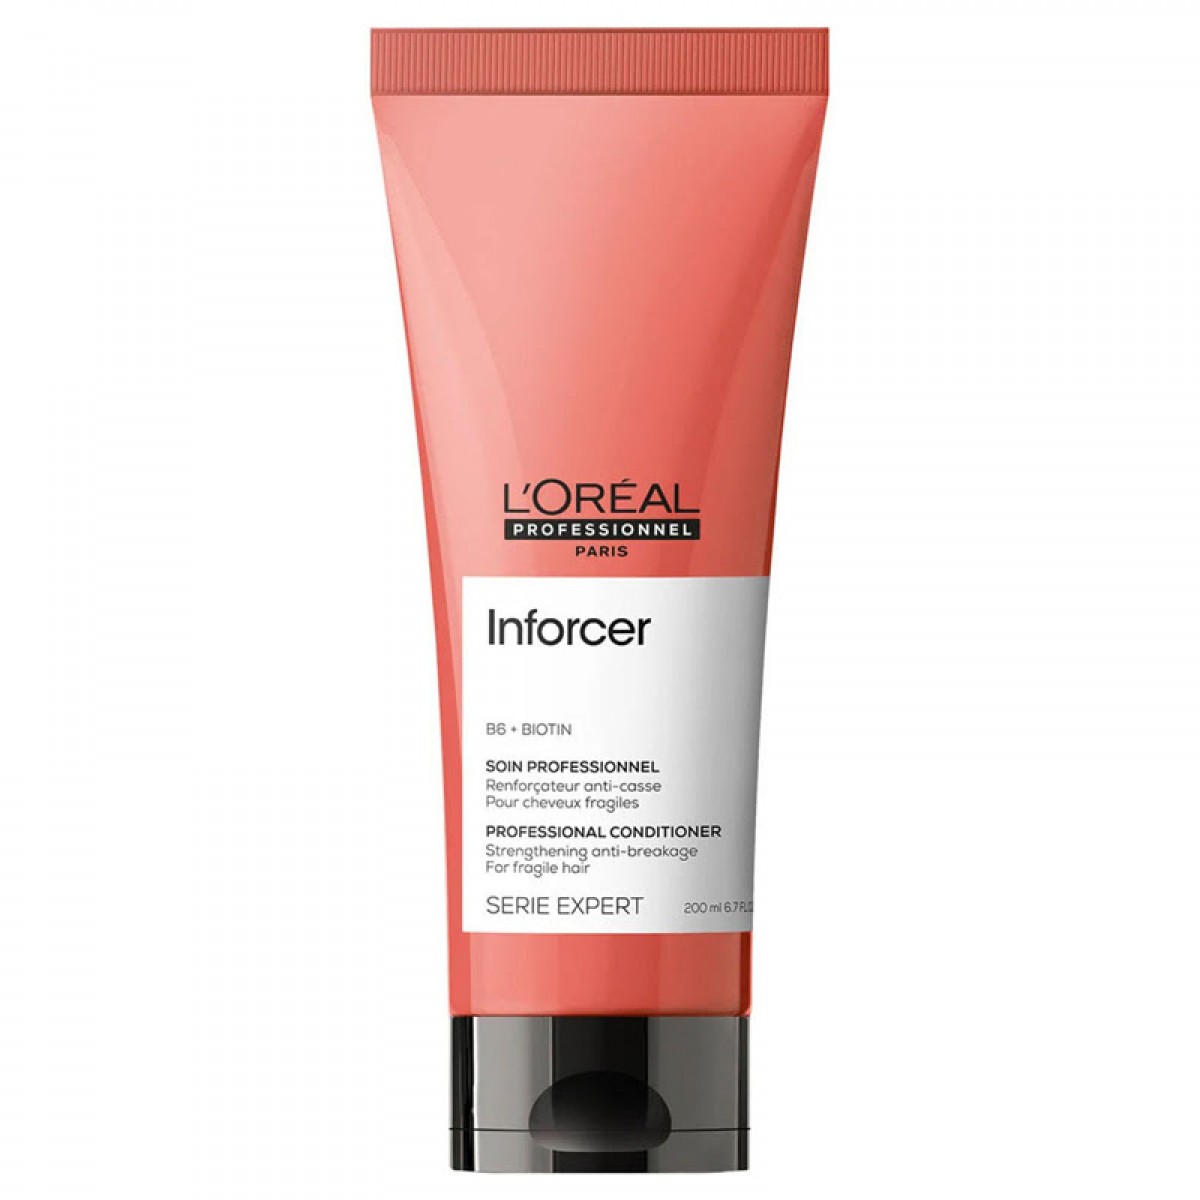 L'ORÉAL
PROFESSIONNEL
PARIS
Inforcer
B6 + BIOTIN
SOIN PROFESSIONNEL
Renforçateur anti-casse
Pour cheveux fragiles
PROFESSIONAL CONDITIONER
Strengthening anti-breakage
For fragile hair
SERIE EXPERT 200 ml 6.7 FL